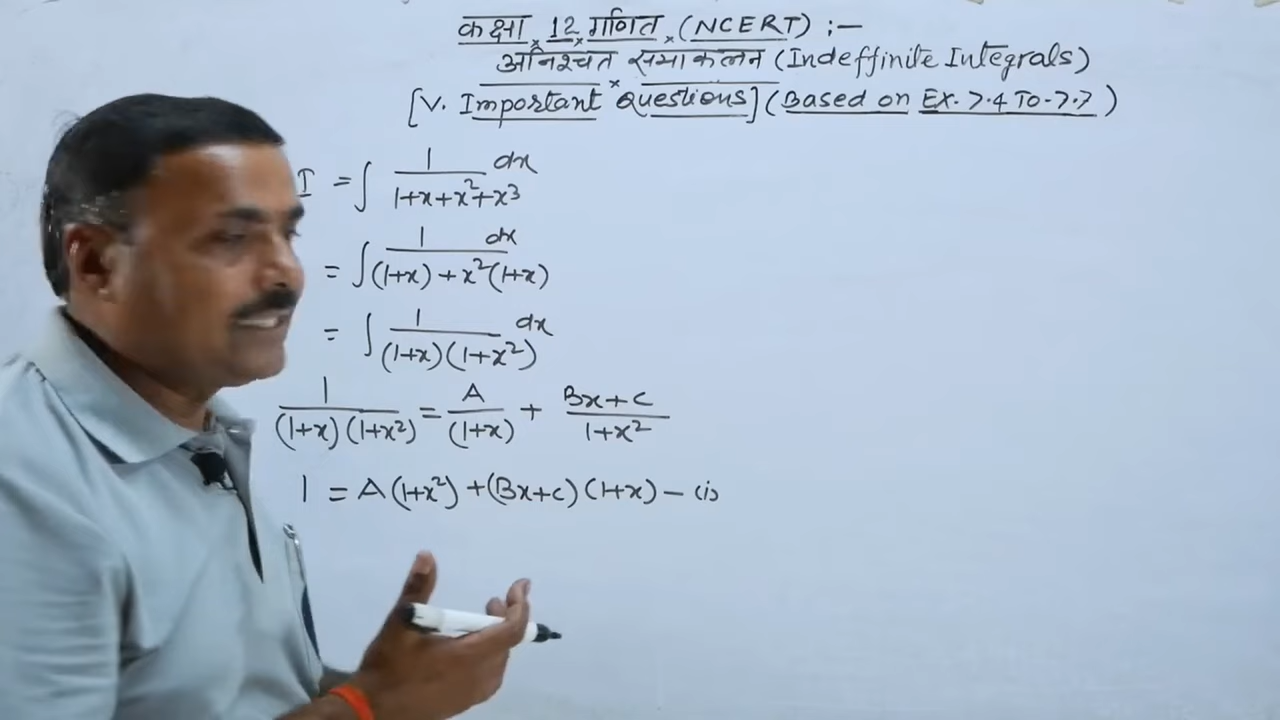 कक्षा 12 गणित (NCERT) :-
अनिश्चत समाकलन (Indeffinite Integrals)
[V. Important Questions] (Based on Ex. 7.4 To-7.7)
I = ∫ 1/(1+x+x²+x³) dx
= ∫ 1/((1+x) + x²(1+x)) dx
= ∫ 1/((1+x)(1+x²)) dx
1/((1+x)(1+x²)) = A/(1+x) + (Bx+C)/(1+x²)
1 = A(1+x²) + (Bx+C)(1+x) - (i)